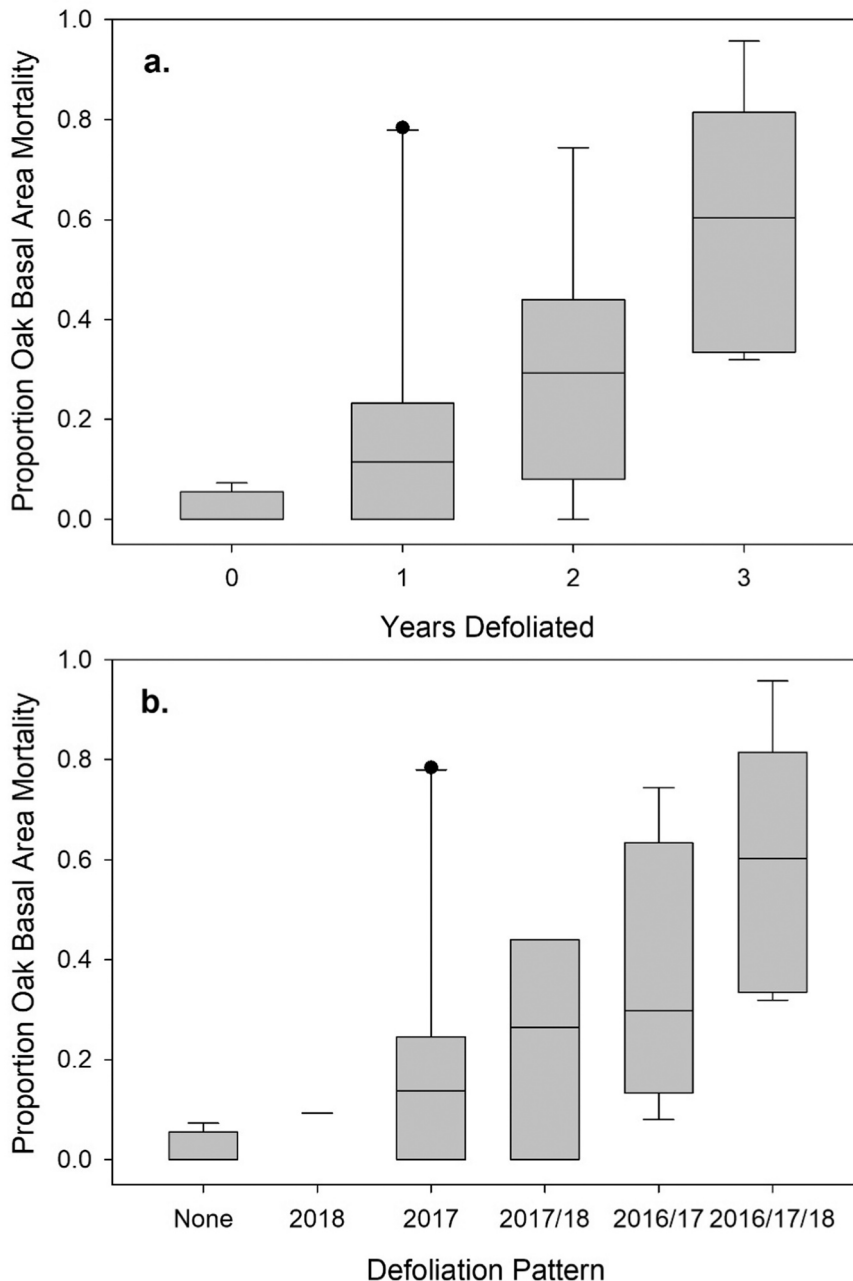 a.
Proportion Oak Basal Area Mortality
1.0
0.8
0.6
0.4
0.2
0.0
0 1 2 3
Years Defoliated
b.
Proportion Oak Basal Area Mortality
1.0
0.8
0.6
0.4
0.2
0.0
None 2018 2017 2017/18 2016/17 2016/17/18
Defoliation Pattern